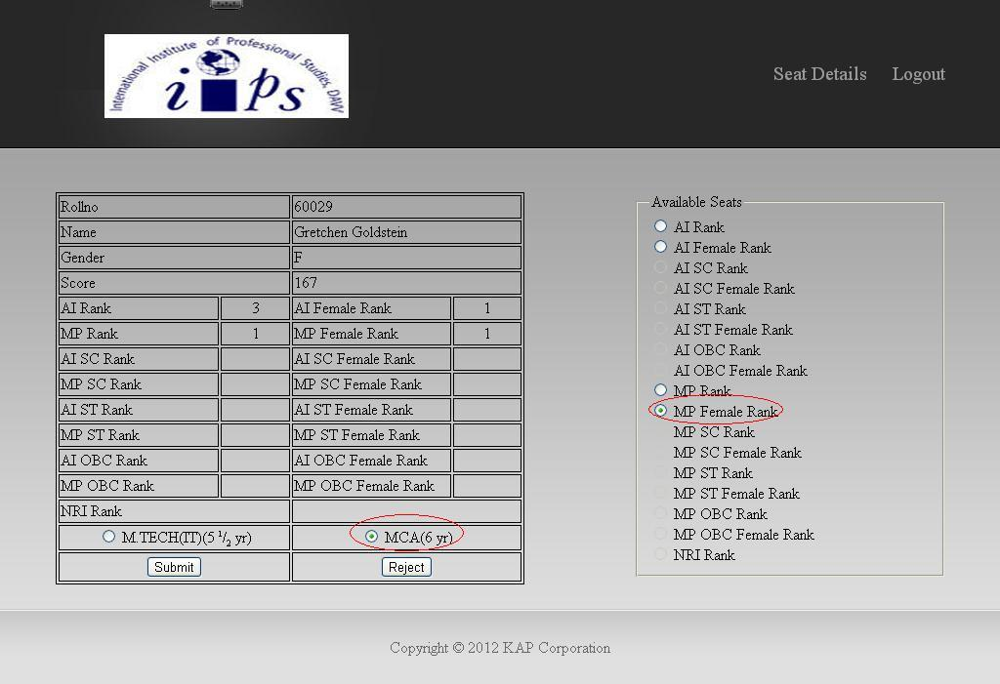 International Institute of Professional Studies, DAVV
i ps
Seat Details Logout
Rollno 60029
Name Gretchen Goldstein
Gender F
Score 167
AI Rank 3 AI Female Rank 1
MP Rank 1 MP Female Rank 1
AI SC Rank AI SC Female Rank
MP SC Rank MP SC Female Rank
AI ST Rank AI ST Female Rank
MP ST Rank MP ST Female Rank
AI OBC Rank AI OBC Female Rank
MP OBC Rank MP OBC Female Rank
NRI Rank
M.TECH(IT)(5 1/2 yr) MCA(6 yr)
Submit Reject
Available Seats
AI Rank
AI Female Rank
AI SC Rank
AI SC Female Rank
AI ST Rank
AI ST Female Rank
AI OBC Rank
AI OBC Female Rank
MP Rank
MP Female Rank
MP SC Rank
MP SC Female Rank
MP ST Rank
MP ST Female Rank
MP OBC Rank
MP OBC Female Rank
NRI Rank
Copyright © 2012 KAP Corporation